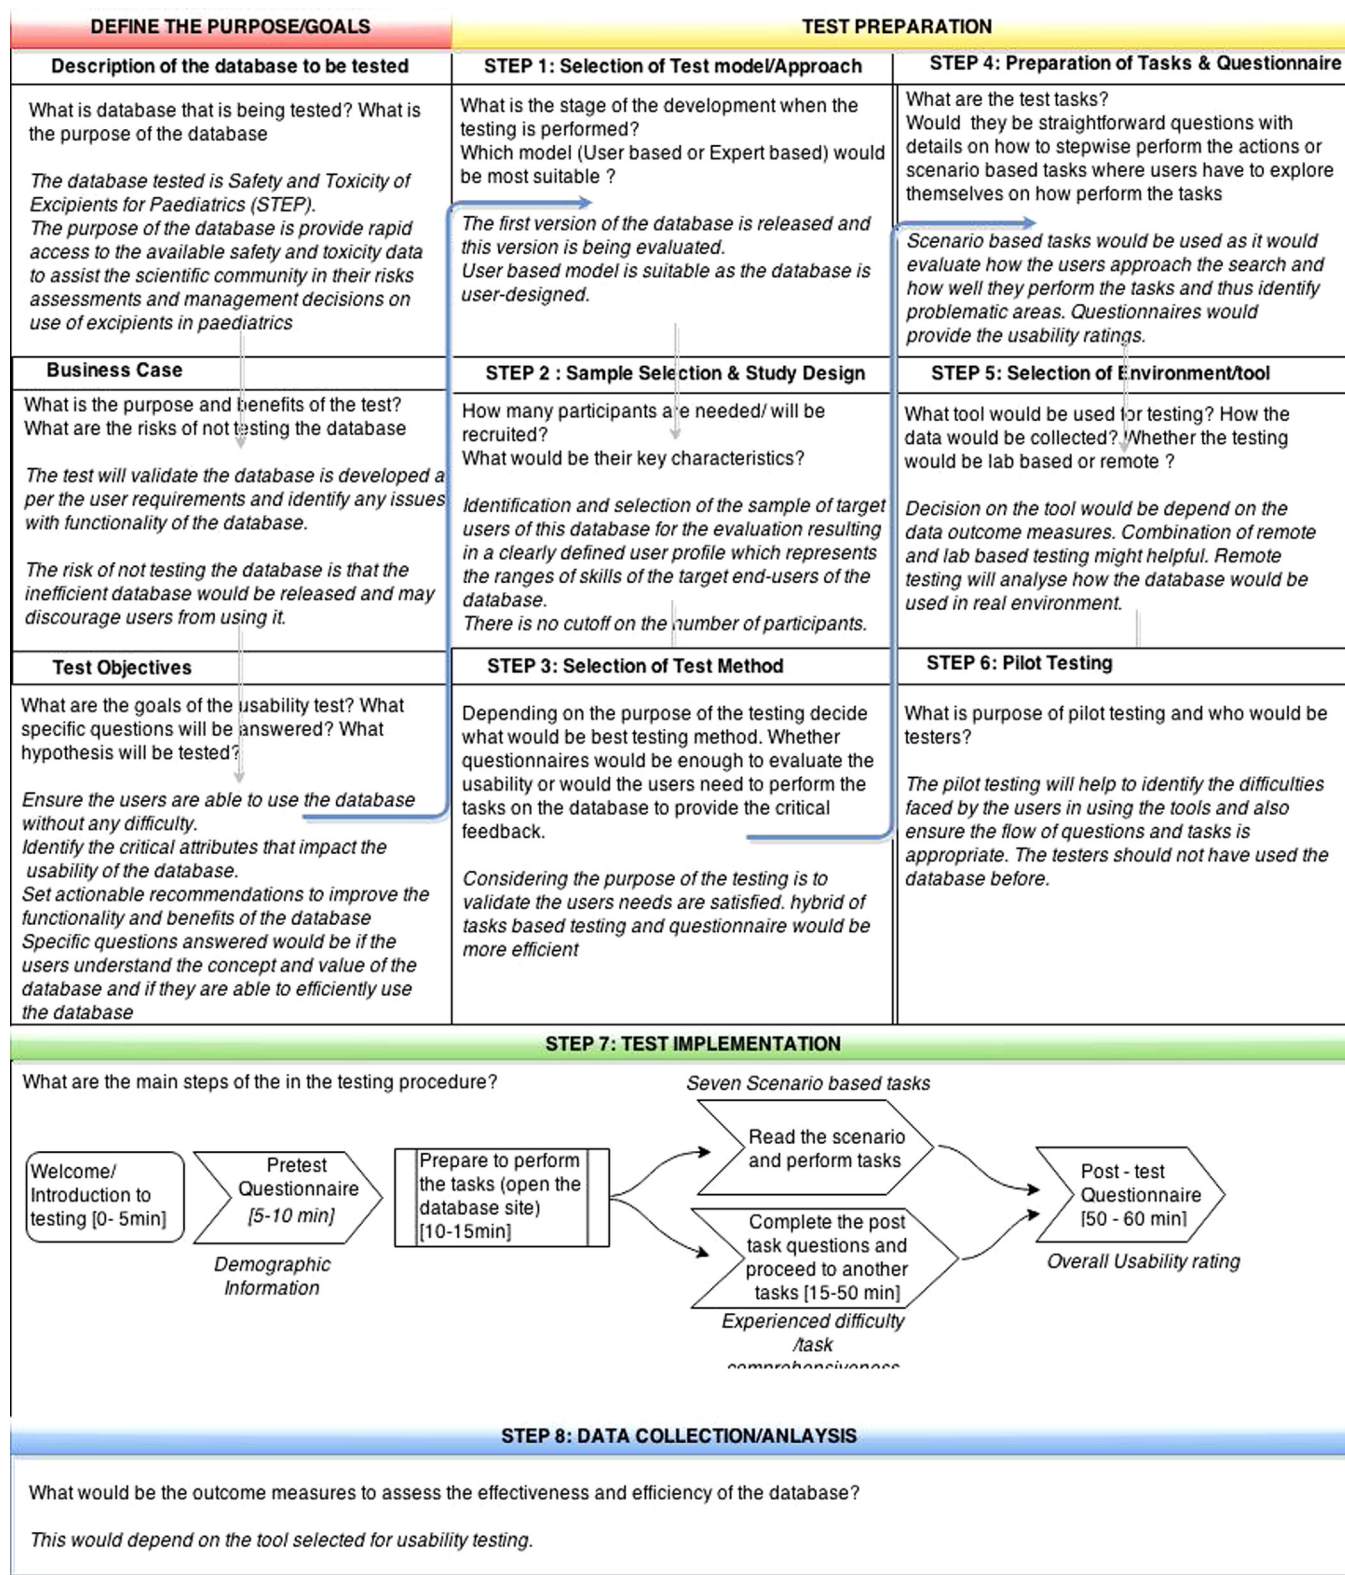 DEFINE THE PURPOSE/GOALS
Description of the database to be tested
What is database that is being tested? What is
the purpose of the database
The database tested is Safety and Toxicity of
Excipients for Paediatrics (STEP).
The purpose of the database is provide rapid
access to the available safety and toxicity data
to assist the scientific community in their risks
assessments and management decisions on
use of excipients in paediatrics
Business Case
What is the purpose and benefits of the test?
What are the risks of not testing the database
The test will validate the database is developed a
per the user requirements and identify any issues
with functionality of the database.
The risk of not testing the database is that the
inefficient database would be released and may
discourage users from using it.
Test Objectives
What are the goals of the usability test? What
specific questions will be answered? What
hypothesis will be tested?
Ensure the users are able to use the database
without any difficulty.
Identify the critical attributes that impact the
usability of the database.
Set actionable recommendations to improve the
functionality and benefits of the database
Specific questions answered would be if the
users understand the concept and value of the
database and if they are able to efficiently use
the database
TEST PREPARATION
STEP 1: Selection of Test model/Approach
What is the stage of the development when the
testing is performed?
Which model (User based or Expert based) would
be most suitable ?
The first version of the database is released and
this version is being evaluated.
User based model is suitable as the database is
user-designed.
STEP 2 : Sample Selection & Study Design
How many participants are needed/ will be
recruited?
What would be their key characteristics?
Identification and selection of the sample of target
users of this database for the evaluation resulting
in a clearly defined user profile which represents
the ranges of skills of the target end-users of the
database.
There is no cutoff on the number of participants.
STEP 3: Selection of Test Method
Depending on the purpose of the testing decide
what would be best testing method. Whether
questionnaires would be enough to evaluate the
usability or would the users need to perform the
tasks on the database to provide the critical
feedback.
Considering the purpose of the testing is to
validate the users needs are satisfied. hybrid of
tasks based testing and questionnaire would be
more efficient
STEP 4: Preparation of Tasks & Questionnaire
What are the test tasks?
Would they be straightforward questions with
details on how to stepwise perform the actions or
scenario based tasks where users have to explore
themselves on how perform the tasks
Scenario based tasks would be used as it would
evaluate how the users approach the search and
how well they perform the tasks and thus identify
problematic areas. Questionnaires would
provide the usability ratings.
STEP 5: Selection of Environment/tool
What tool would be used for testing? How the
data would be collected? Whether the testing
would be lab based or remote ?
Decision on the tool would be depend on the
data outcome measures. Combination of remote
and lab based testing might helpful. Remote
testing will analyse how the database would be
used in real environment.
STEP 6: Pilot Testing
What is purpose of pilot testing and who would be
testers?
The pilot testing will help to identify the difficulties
faced by the users in using the tools and also
ensure the flow of questions and tasks is
appropriate. The testers should not have used the
database before.
STEP 7: TEST IMPLEMENTATION
What are the main steps of the in the testing procedure?
Welcome/
Introduction to
testing [0- 5min]
Pretest
Questionnaire
[5-10 min]
Demographic
Information
Prepare to perform
the tasks (open the
database site)
[10-15min]
Seven Scenario based tasks
Read the scenario
and perform tasks
Complete the post
task questions and
proceed to another
tasks [15-50 min]
Experienced difficulty
/task
comprehensiveness
Post - test
Questionnaire
[50 - 60 min]
Overall Usability rating
STEP 8: DATA COLLECTION/ANLAYSIS
What would be the outcome measures to assess the effectiveness and efficiency of the database?
This would depend on the tool selected for usability testing.